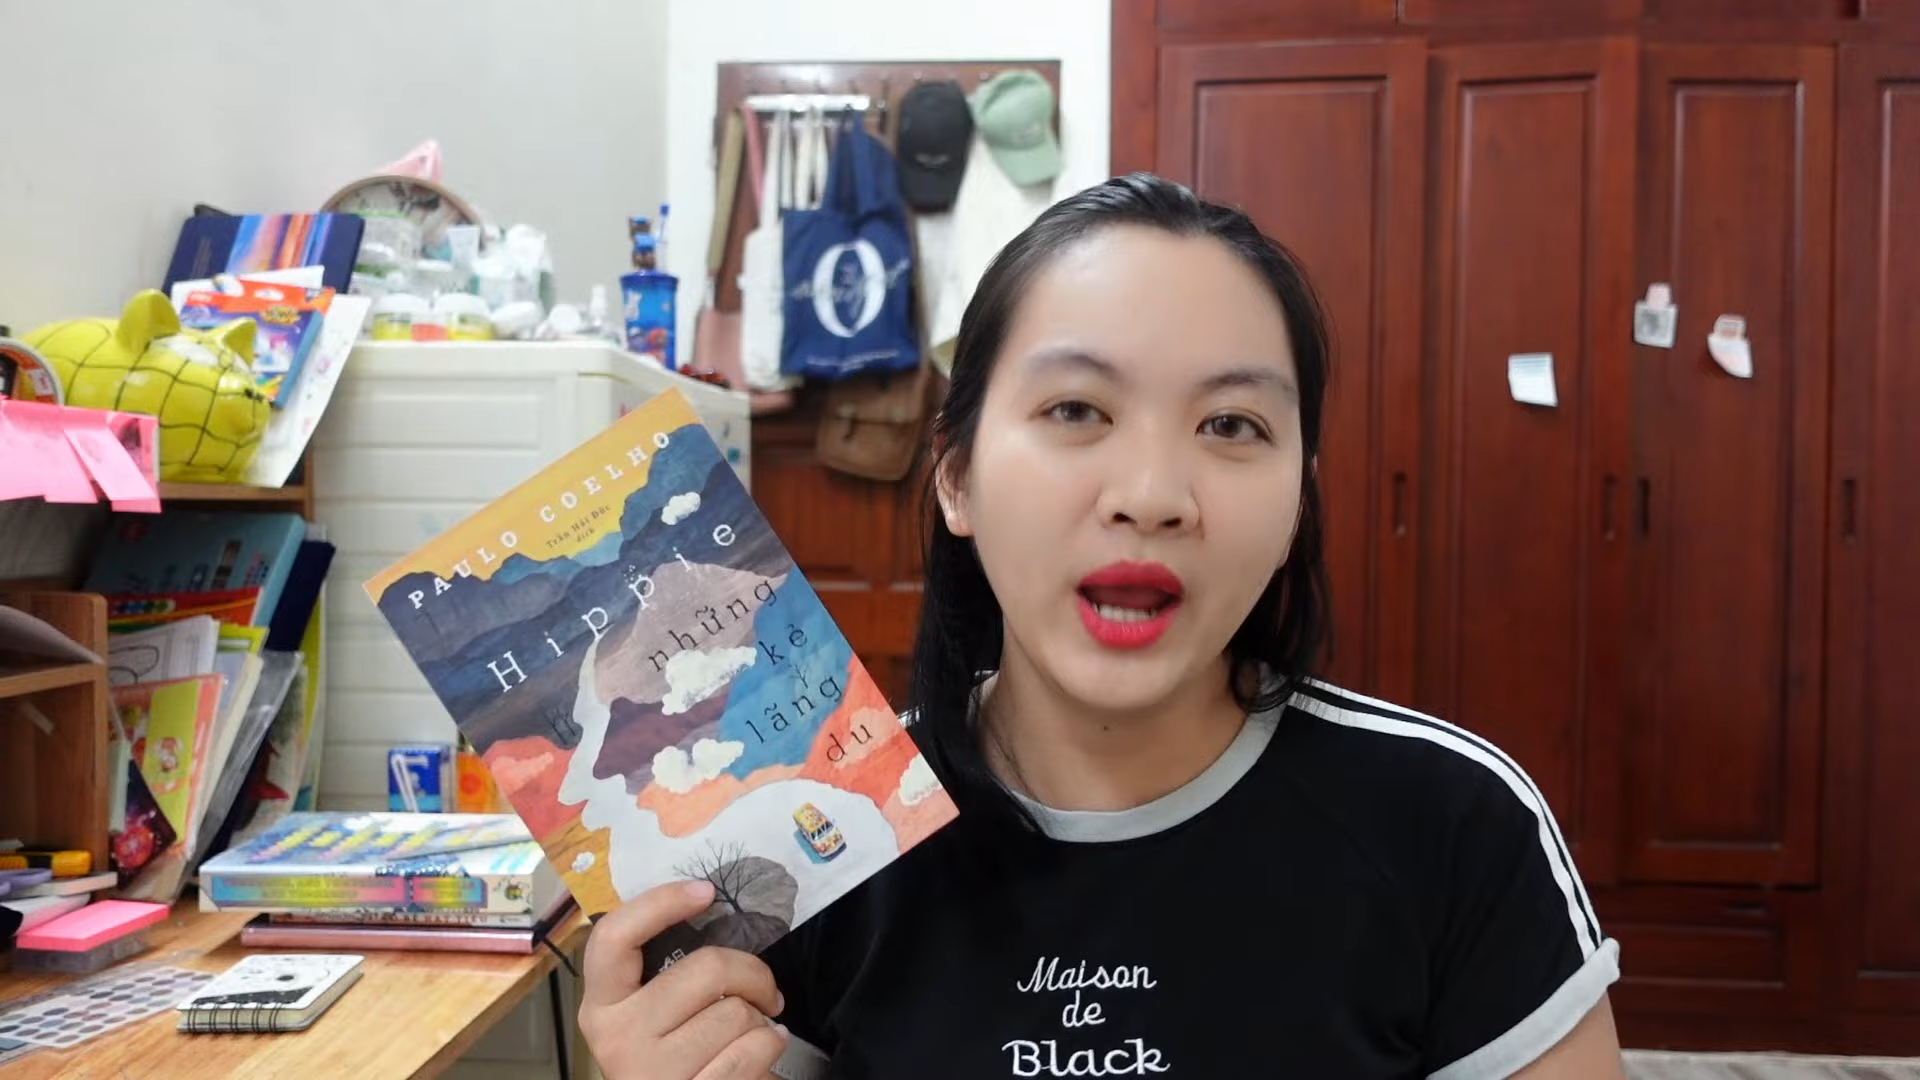 PAULO COELHO
Trần Hải Đức
dịch
Hippie
những
kẻ
lãng
du
Maison
de
Black